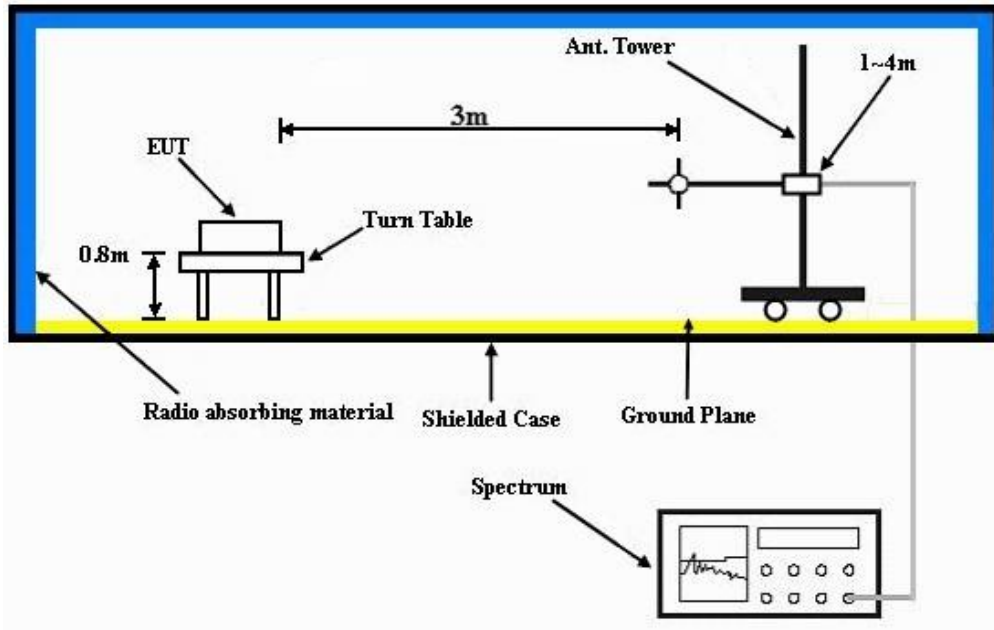 Ant. Tower
1~4m
3m
EUT
Turn Table
0.8m
Radio absorbing material
Shielded Case
Ground Plane
Spectrum